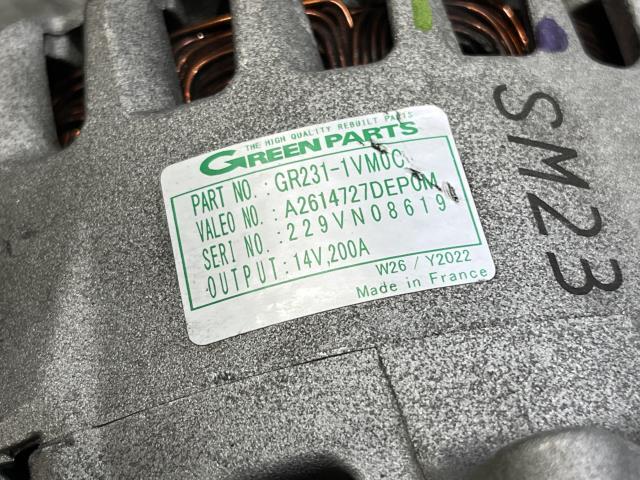 THE HIGH QUALITY REBUILT PARTS
GREEN PARTS
PART NO. : GR231-1VM0C
VALEO NO. : A2614727DEPOM
SERI NO. : 229VN08619
OUTPUT : 14V, 200A
W26 / Y2022
Made in France
SM23